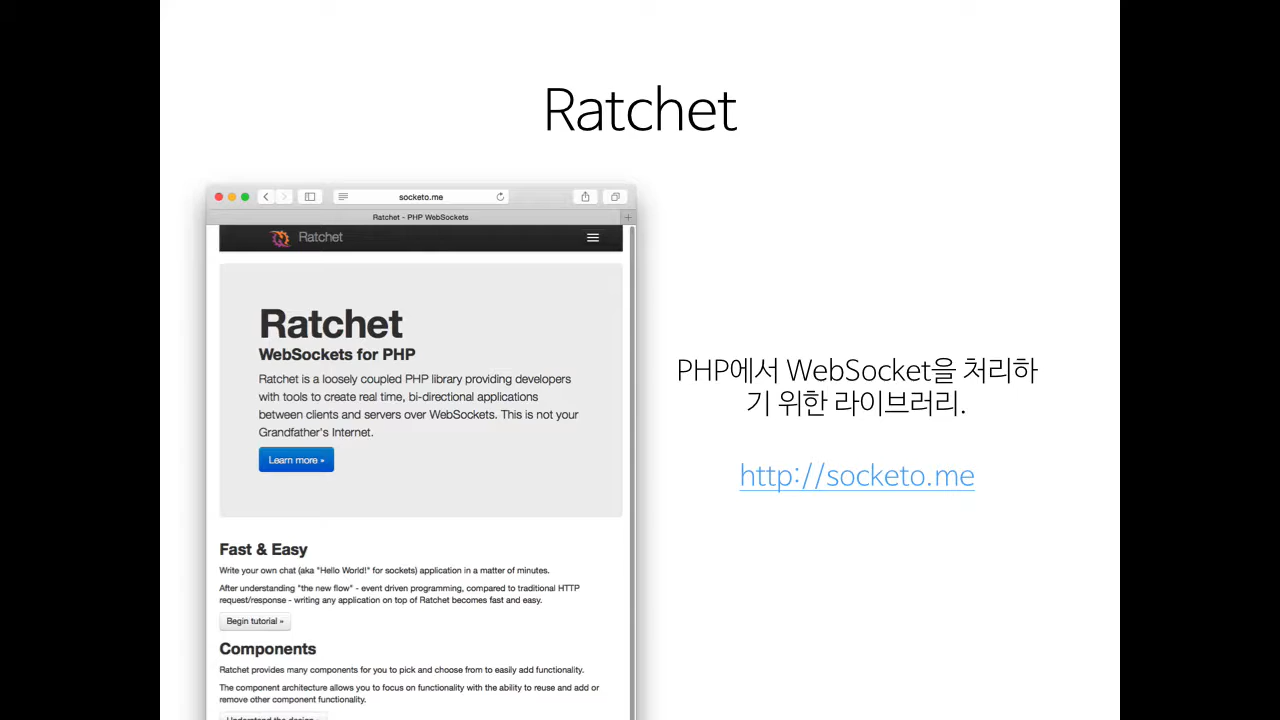 Ratchet
socketo.me
Ratchet - PHP WebSockets
Ratchet
Ratchet
WebSockets for PHP
Ratchet is a loosely coupled PHP library providing developers
with tools to create real time, bi-directional applications
between clients and servers over WebSockets. This is not your
Grandfather's Internet.
Learn more »
Fast & Easy
Write your own chat (aka "Hello World!" for sockets) application in a matter of minutes.
After understanding "the new flow" - event driven programming, compared to traditional HTTP
request/response - writing any application on top of Ratchet becomes fast and easy.
Begin tutorial »
Components
Ratchet provides many components for you to pick and choose from to easily add functionality.
The component architecture allows you to focus on functionality with the ability to reuse and add or
remove other component functionality.
Understand the design »
PHP에서 WebSocket을 처리하
기 위한 라이브러리.
http://socketo.me